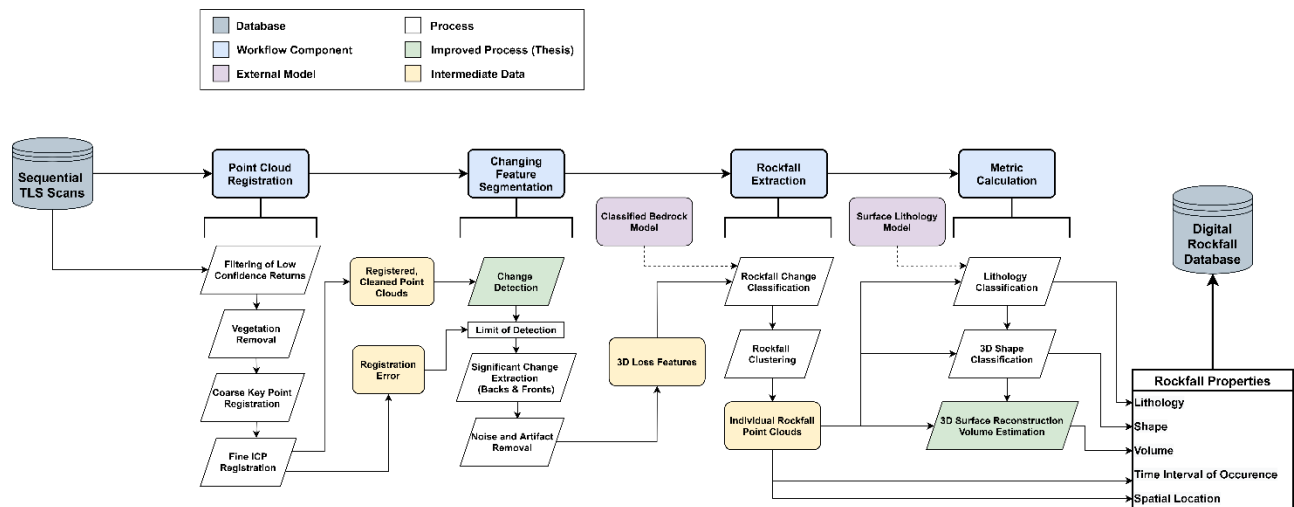 Database
Process
Workflow Component
Improved Process (Thesis)
External Model
Intermediate Data
Sequential
TLS Scans
Point Cloud
Registration
Changing
Feature
Segmentation
Rockfall
Extraction
Metric
Calculation
Digital
Rockfall
Database
Filtering of Low
Confidence Returns
Vegetation
Removal
Coarse Key Point
Registration
Fine ICP
Registration
Registered,
Cleaned Point
Clouds
Registration
Error
Change
Detection
Limit of Detection
Significant Change
Extraction
(Backs & Fronts)
Noise and Artifact
Removal
3D Loss Features
Classified Bedrock
Model
Rockfall Change
Classification
Rockfall
Clustering
Individual Rockfall
Point Clouds
Surface Lithology
Model
Lithology
Classification
3D Shape
Classification
3D Surface Reconstruction
Volume Estimation
Rockfall Properties
Lithology
Shape
Volume
Time Interval of Occurence
Spatial Location